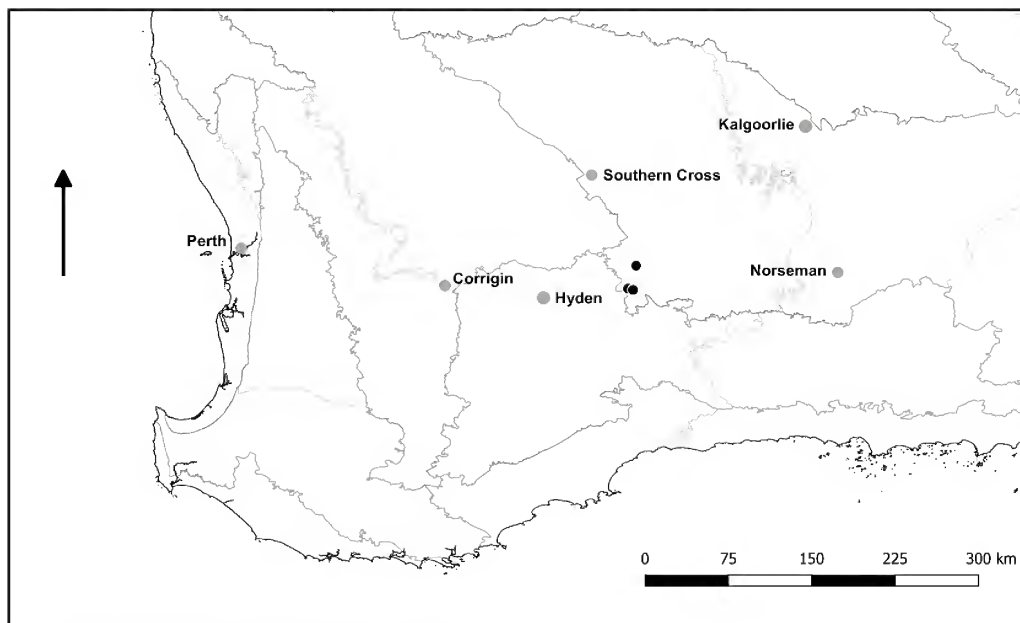 Kalgoorlie
Southern Cross
Perth
Corrigin
Hyden
Norseman
0 75 150 225 300 km